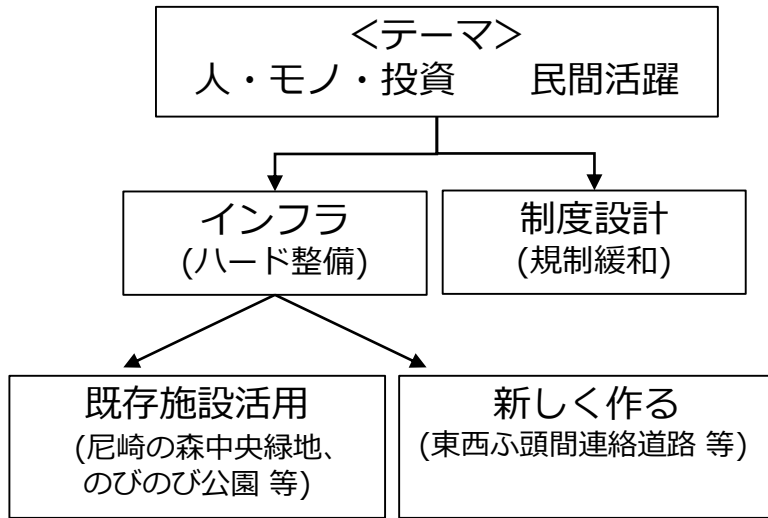 ＜テーマ＞
人・モノ・投資　　民間活躍
インフラ
(ハード整備)
制度設計
(規制緩和)
既存施設活用
(尼崎の森中央緑地、
のびのび公園 等)
新しく作る
(東西ふ頭間連絡道路 等)